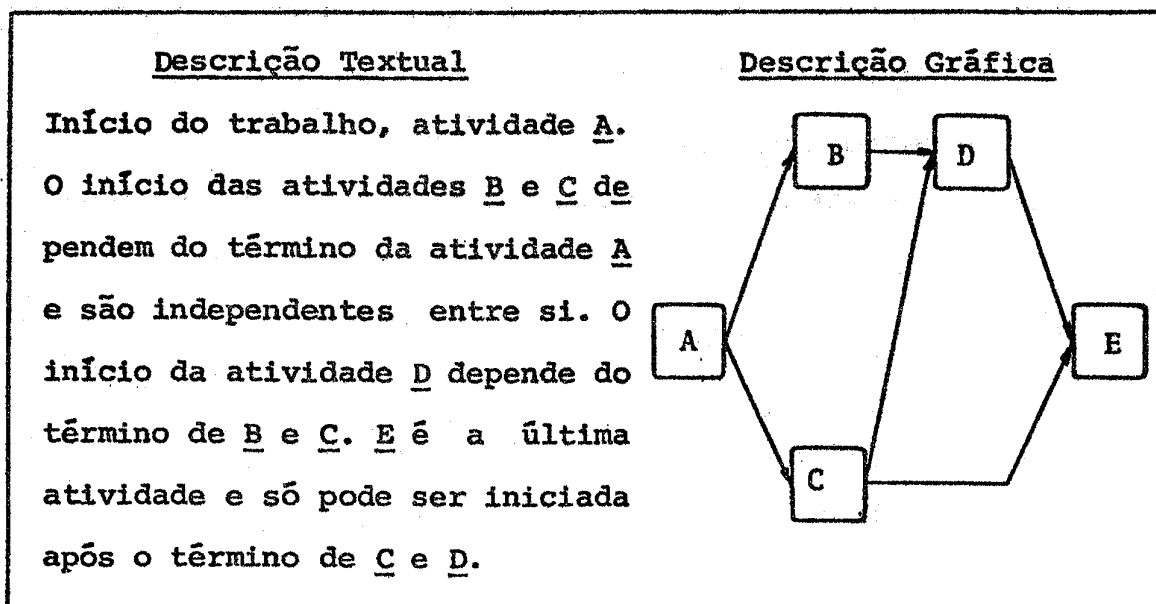 Descrição Textual
Início do trabalho, atividade A.
O início das atividades B e C de
pendem do término da atividade A
e são independentes entre si. O
início da atividade D depende do
término de B e C. E é a última
atividade e só pode ser iniciada
após o término de C e D.
Descrição Gráfica
B D
A E
C